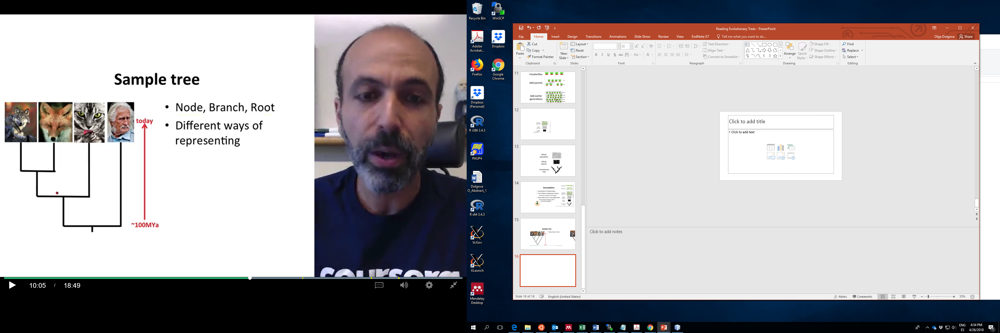 Sample tree
• Node, Branch, Root
• Different ways of
representing
today
~100MYa
coursera
10:05 / 18:49
Recycle Bin
WinSCP
Adobe
Acrobat...
Dropbox
Firefox
Google
Chrome
Dropbox
(Personal)
R i386 3.4.3
PAUP4
Dolgova
O_Abstract_1
R x64 3.4.3
VcXsrv
XLaunch
Mendeley
Desktop
Reading Evolutionary Trees - PowerPoint
File Home Insert Design Transitions Animations Slide Show Review View EndNote X7 Tell me what you want to do... Olga Dolgova Share
Paste
Cut
Copy
Format Painter
Clipboard
New
Slide
Layout
Reset
Section
Slides
28
B I U S abc AV Aa A
Font
Text Direction
Align Text
Convert to SmartArt
Paragraph
Arrange
Quick
Styles
Shape Fill
Shape Outline
Shape Effects
Drawing
Find
Replace
Select
Editing
11
4 butterflies
Add parents
Add earlier
generations
12
13
Whole
population
Whole
species
Evolutionary
tree
14
Assumptions
15
Sample tree
• Node, Branch, Root
16
Click to add title
• Click to add text
Click to add notes
Slide 16 of 16 English (United States) Notes Comments 35%
ENG
ES
4:34 PM
4/26/2018